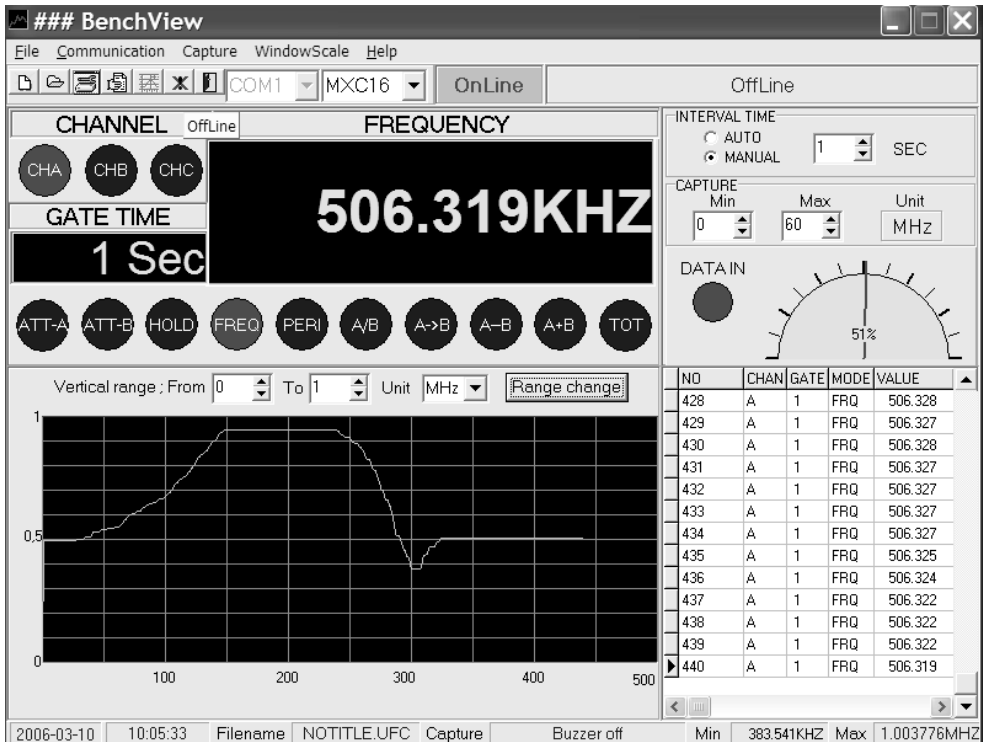 ### BenchView
File Communication Capture WindowScale Help
COM1 MXC16 OnLine OffLine
CHANNEL OffLine FREQUENCY
CHA CHB CHC
506.319KHZ
GATE TIME
1 Sec
ATT-A ATT-B HOLD FREQ PERI A/B A->B A–B A+B TOT
INTERVAL TIME
AUTO
MANUAL 1 SEC
CAPTURE
Min Max Unit
0 60 MHz
DATA IN
51%
Vertical range ; From 0 To 1 Unit MHz Range change
1
0,5
0
100 200 300 400 500
NO CHAN GATE MODE VALUE
428 A 1 FRQ 506.328
429 A 1 FRQ 506.327
430 A 1 FRQ 506.328
431 A 1 FRQ 506.327
432 A 1 FRQ 506.327
433 A 1 FRQ 506.327
434 A 1 FRQ 506.327
435 A 1 FRQ 506.325
436 A 1 FRQ 506.324
437 A 1 FRQ 506.322
438 A 1 FRQ 506.322
439 A 1 FRQ 506.322
440 A 1 FRQ 506.319
2006-03-10 10:05:33 Filename NOTITLE.UFC Capture Buzzer off Min 383.541KHZ Max 1.003776MHZ